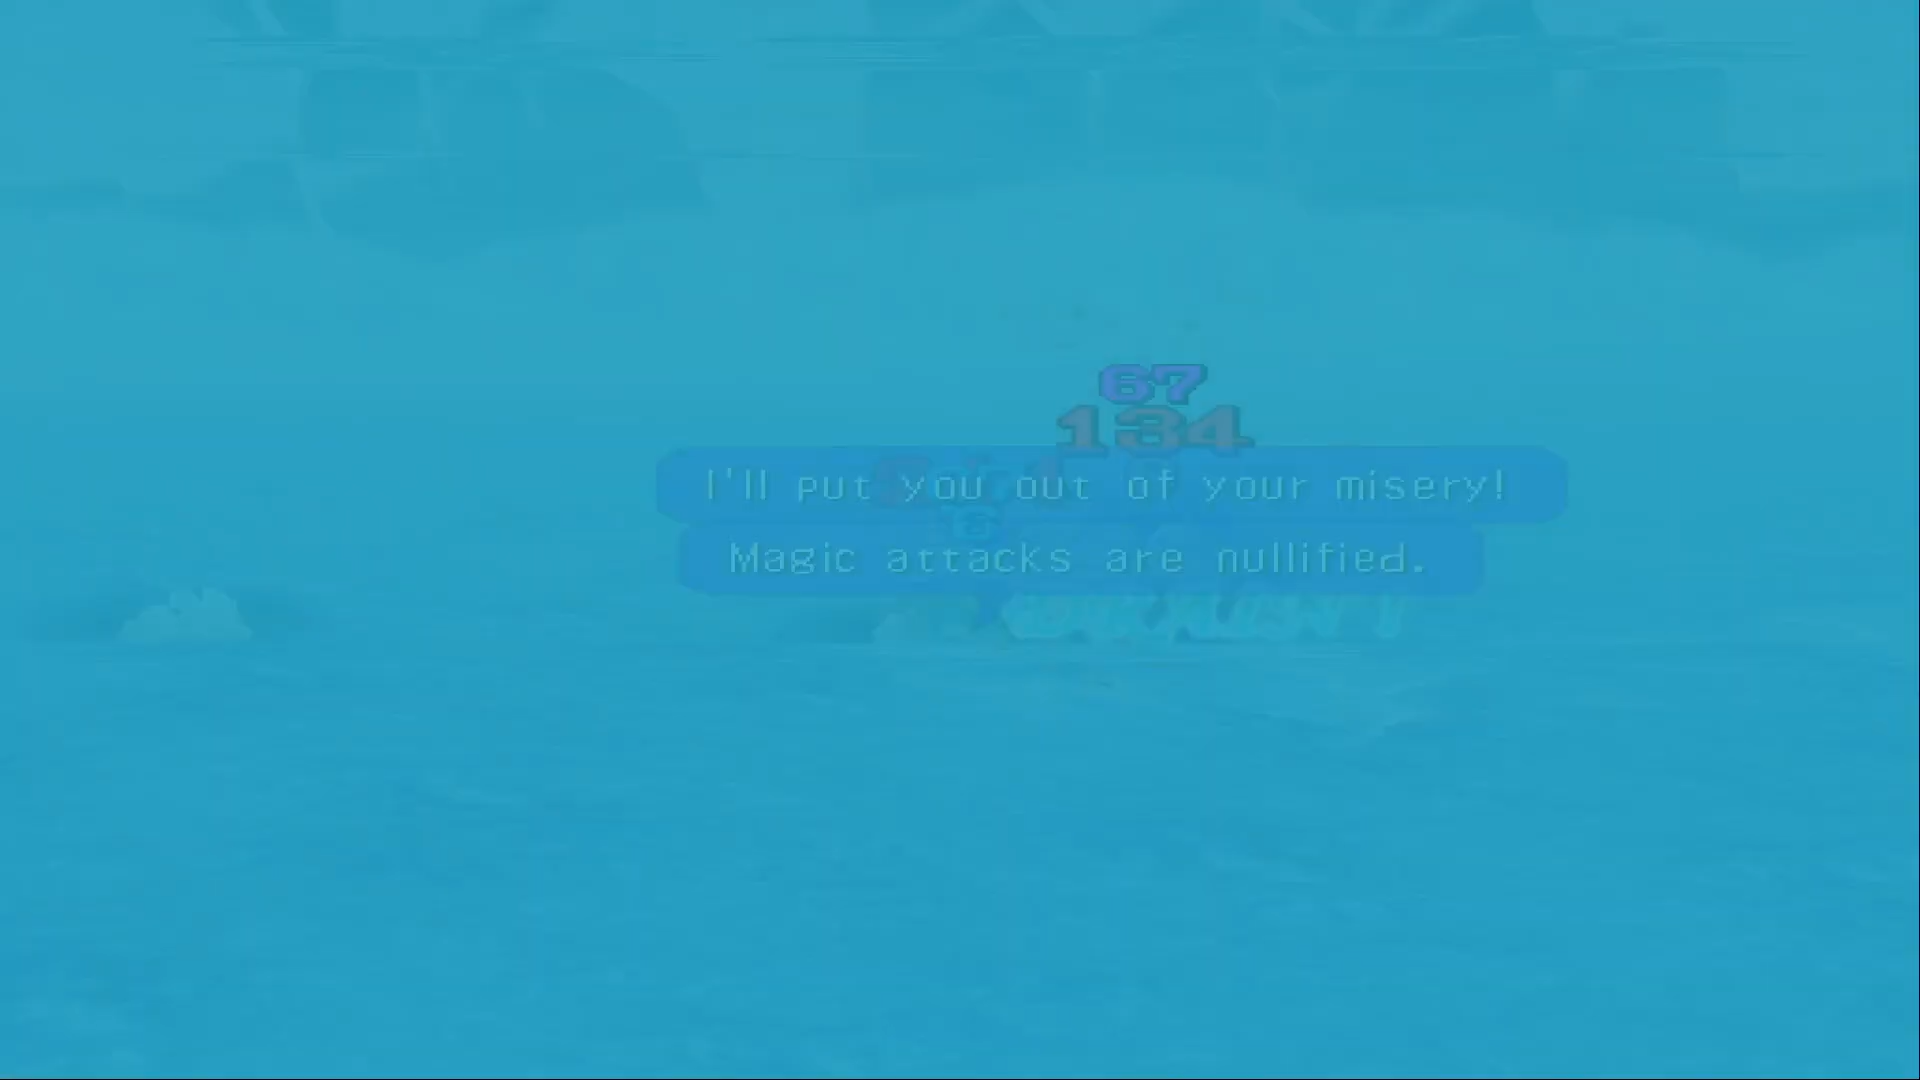 67
134
I'll put you out of your misery!
Magic attacks are nullified.